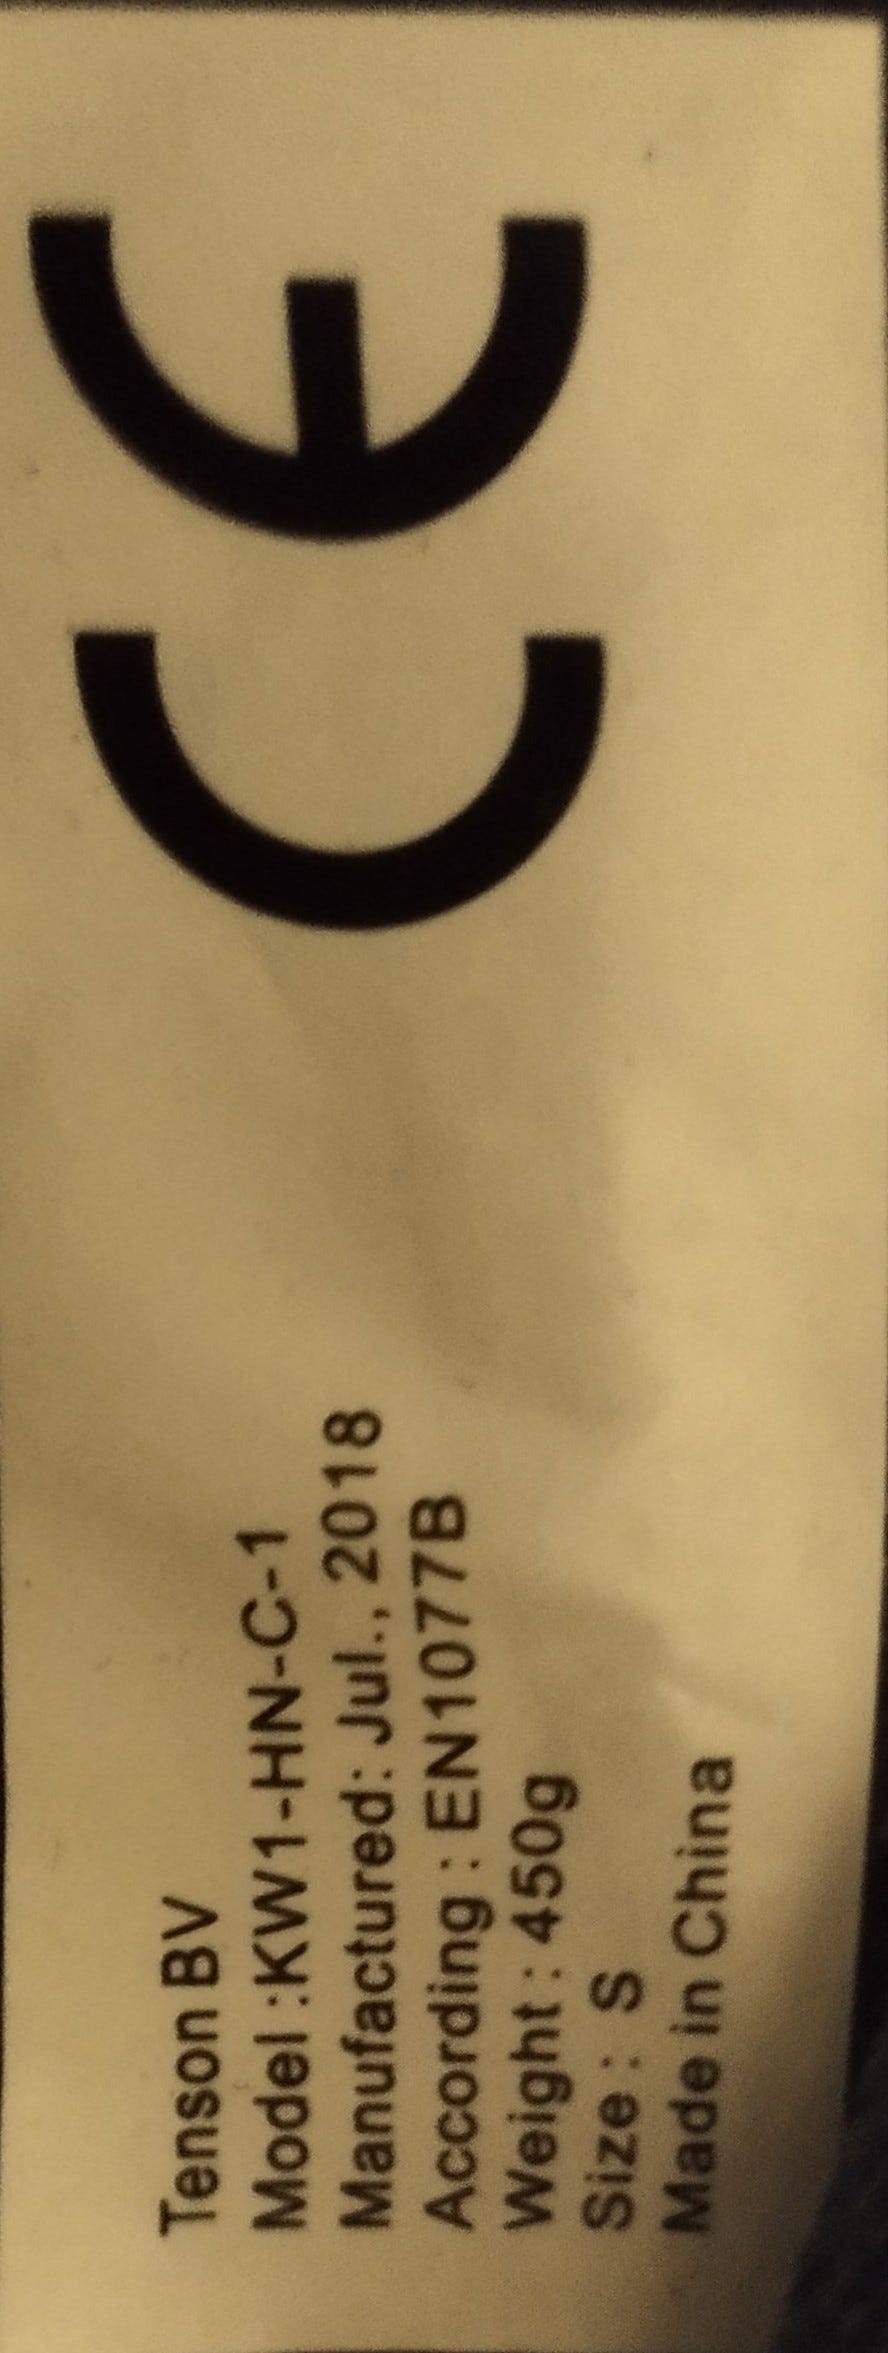 Tenson BV
Model :KW1-HN-C-1
Manufactured: Jul., 2018
According : EN1077B
Weight : 450g
Size : S
Made in China
CE